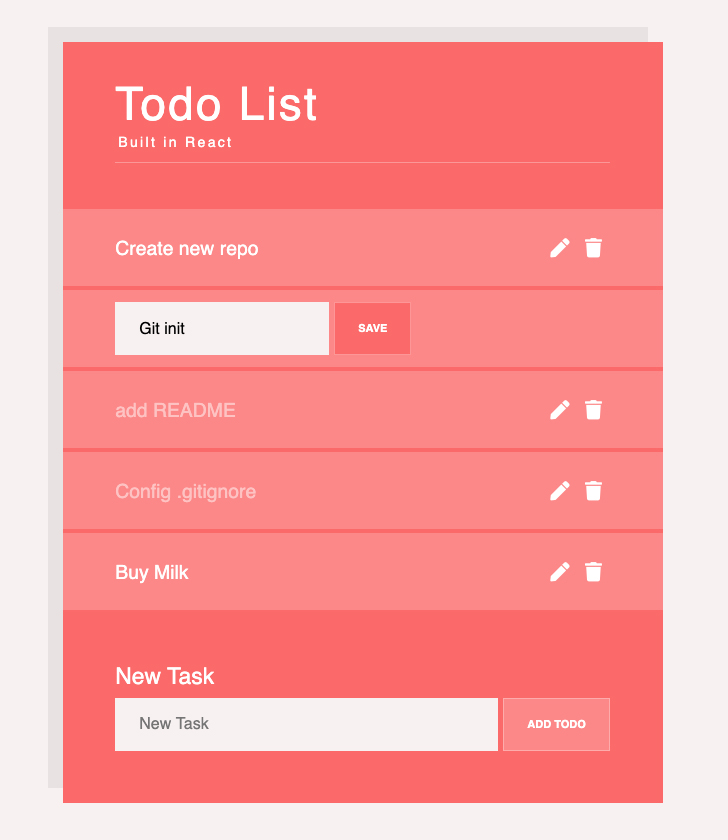 Todo List
Built in React
Create new repo
Git init
SAVE
add README
Config .gitignore
Buy Milk
New Task
New Task
ADD TODO